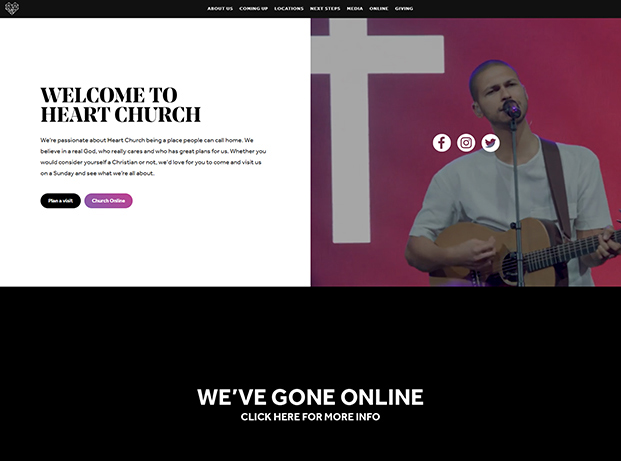 ABOUT US COMING UP LOCATIONS NEXT STEPS MEDIA ONLINE GIVING
WELCOME TO
HEART CHURCH
We're passionate about Heart Church being a place people can call home. We
believe in a real God, who really cares and who has great plans for us. Whether you
would consider yourself a Christian or not, we'd love for you to come and visit us
on a Sunday and see what we're all about.
Plan a visit Church Online
WE'VE GONE ONLINE
CLICK HERE FOR MORE INFO